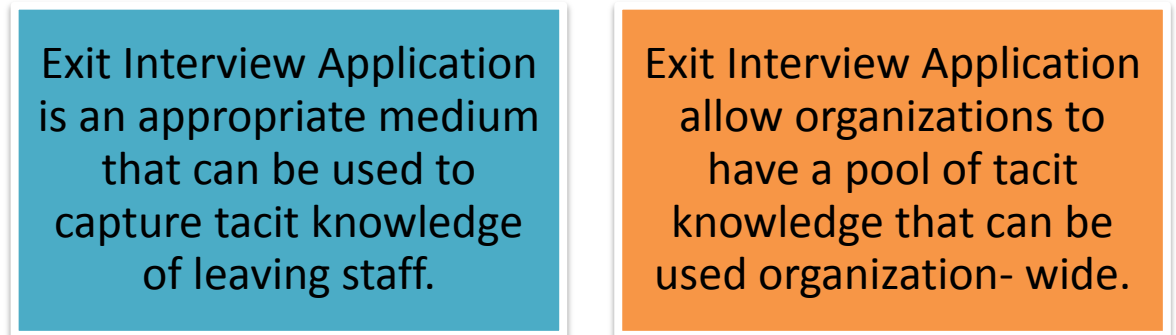 Exit Interview Application
is an appropriate medium
that can be used to
capture tacit knowledge
of leaving staff.
Exit Interview Application
allow organizations to
have a pool of tacit
knowledge that can be
used organization- wide.